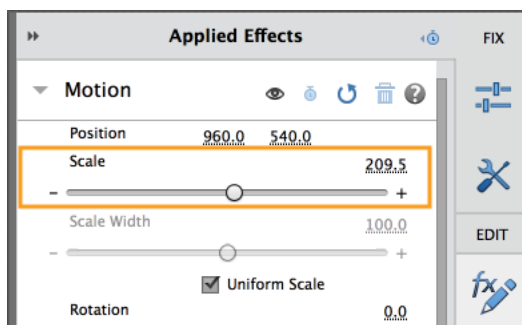 Applied Effects
FIX
Motion
Position 960.0 540.0
Scale 209.5
- +
Scale Width 100.0
- +
EDIT
Uniform Scale
fx
Rotation 0.0